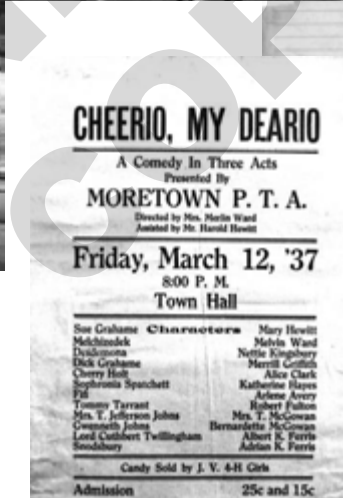 CHEERIO, MY DEARIO
A Comedy In Three Acts
Presented By
MORETOWN P. T. A.
Directed by Mrs. Merlin Ward
Assisted by Mr. Harold Hewitt
Friday, March 12, '37
8:00 P. M.
Town Hall
Sue Grahame Characters Mary Hewitt
Melchizedek Melvin Ward
Desdemona Nettie Kingsbury
Dick Grahame Merrill Griffith
Cherry Holt Alice Clark
Sophronia Spatchett Katherine Hayes
Fifi Arlene Avery
Tommy Tarrant Robert Fulton
Mrs. T. Jefferson Johns Mrs. T. McGowan
Gwenneth Johns Bernardette McGowan
Lord Cuthbert Twillingham Albert K. Ferris
Snodsbury Adrian K. Ferris
Candy Sold by J. V. 4-H Girls
Admission 25c and 15c